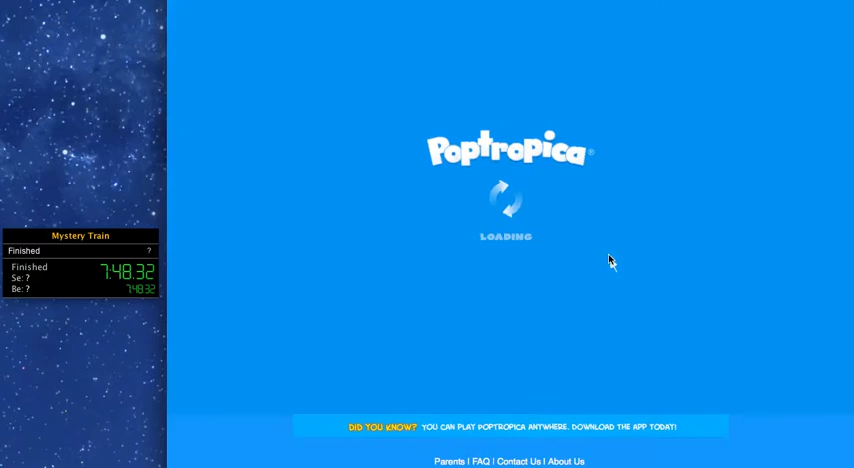 Mystery Train
Finished ?
Finished 7:48.32
Se: ?
Be: ? 7:48.32
Poptropica®
LOADING
DID YOU KNOW? YOU CAN PLAY POPTROPICA ANYWHERE. DOWNLOAD THE APP TODAY!
Parents | FAQ | Contact Us | About Us